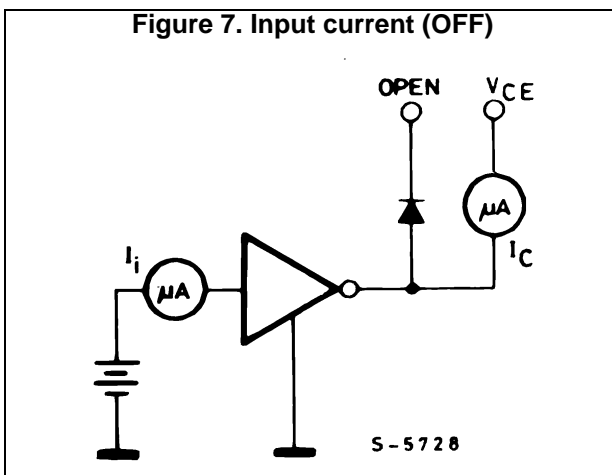 Figure 7. Input current (OFF)
OPEN
VCE
μA
IC
Ii
μA
S-5728